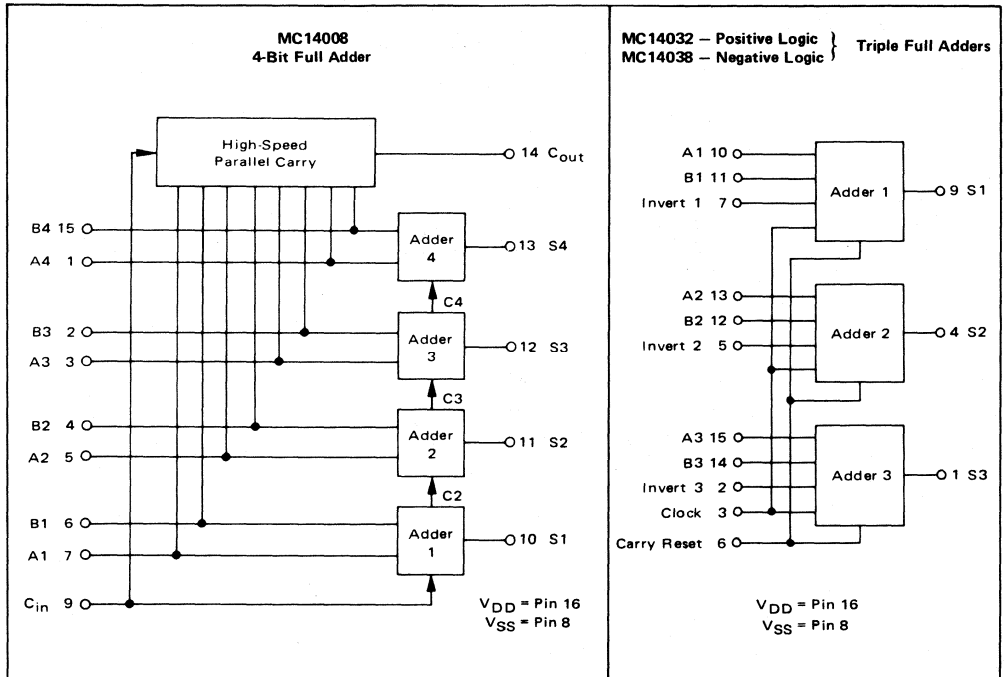 MC14008
4-Bit Full Adder
High-Speed
Parallel Carry
14 Cout
B4 15
A4 1
Adder
4
13 S4
C4
B3 2
A3 3
Adder
3
12 S3
C3
B2 4
A2 5
Adder
2
11 S2
C2
B1 6
A1 7
Adder
1
10 S1
Cin 9
VDD = Pin 16
VSS = Pin 8
MC14032 – Positive Logic
MC14038 – Negative Logic
} Triple Full Adders
A1 10
B1 11
Invert 1 7
Adder 1
9 S1
A2 13
B2 12
Invert 2 5
Adder 2
4 S2
A3 15
B3 14
Invert 3 2
Clock 3
Adder 3
1 S3
Carry Reset 6
VDD = Pin 16
VSS = Pin 8